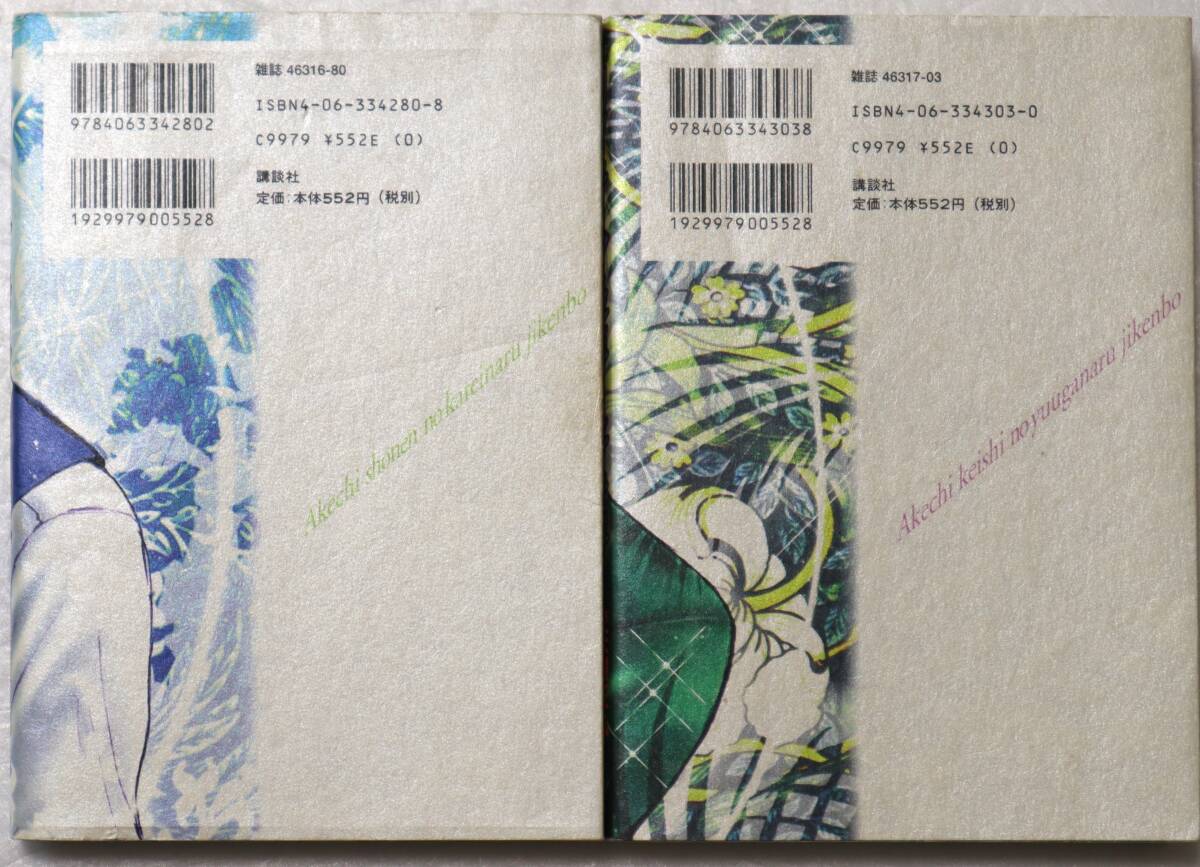 雑誌 46316-80
ISBN4-06-334280-8
9784063342802
C9979 ¥552E (0)
講談社
定価：本体552円（税別）
1929979005528
Akechi shonen no kareinaru jikenbo
雑誌 46317-03
ISBN4-06-334303-0
9784063343038
C9979 ¥552E (0)
講談社
定価：本体552円（税別）
1929979005528
Akechi keishi no yuuganaru jikenbo